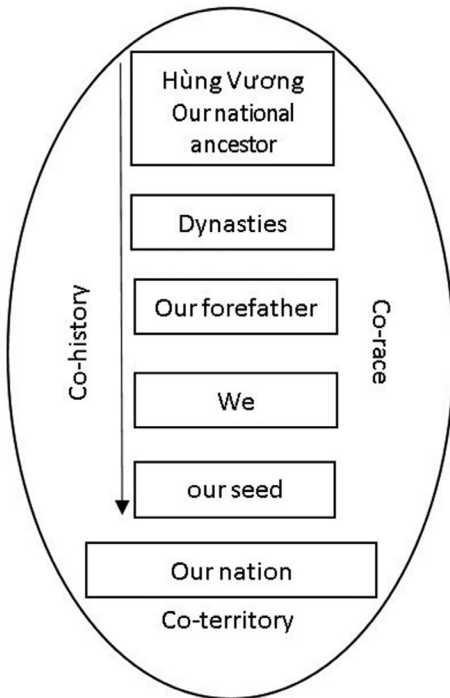 Hùng Vương
Our national
ancestor
Dynasties
Our forefather
We
our seed
Our nation
Co-territory
Co-history
Co-race